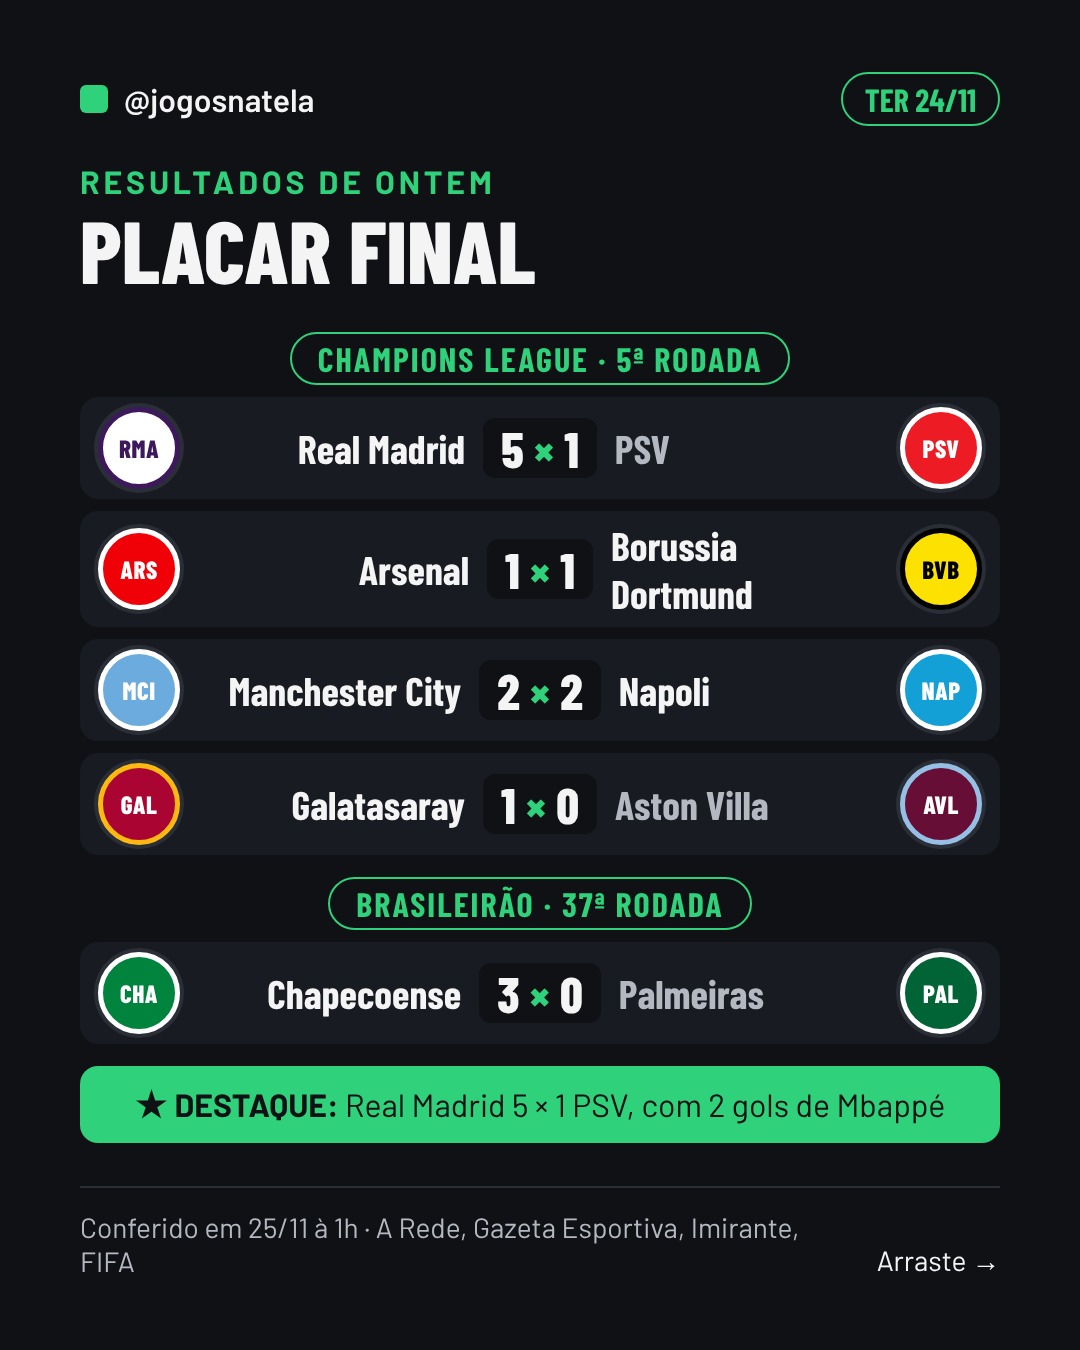 @jogosnatela
TER 24/11
RESULTADOS DE ONTEM
PLACAR FINAL
CHAMPIONS LEAGUE · 5ª RODADA
RMA Real Madrid 5 × 1 PSV PSV
ARS Arsenal 1 × 1 Borussia Dortmund BVB
MCI Manchester City 2 × 2 Napoli NAP
GAL Galatasaray 1 × 0 Aston Villa AVL
BRASILEIRÃO · 37ª RODADA
CHA Chapecoense 3 × 0 Palmeiras PAL
★ DESTAQUE: Real Madrid 5 × 1 PSV, com 2 gols de Mbappé
Conferido em 25/11 à 1h · A Rede, Gazeta Esportiva, Imirante,
FIFA
Arraste →